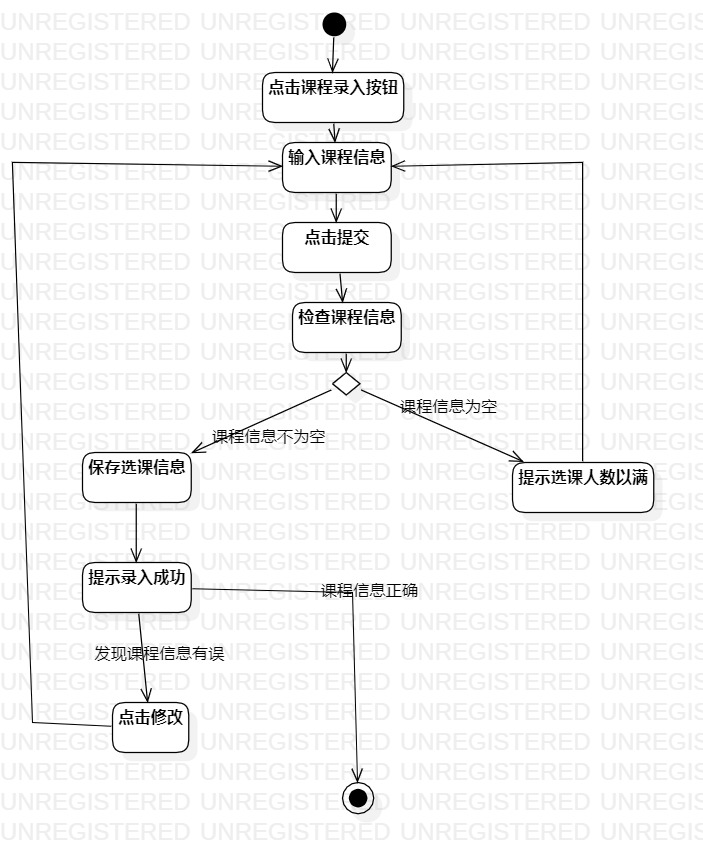 点击课程录入按钮
输入课程信息
点击提交
检查课程信息
课程信息为空
课程信息不为空
保存选课信息
提示选课人数以满
提示录入成功
课程信息正确
发现课程信息有误
点击修改
UNREGISTERED